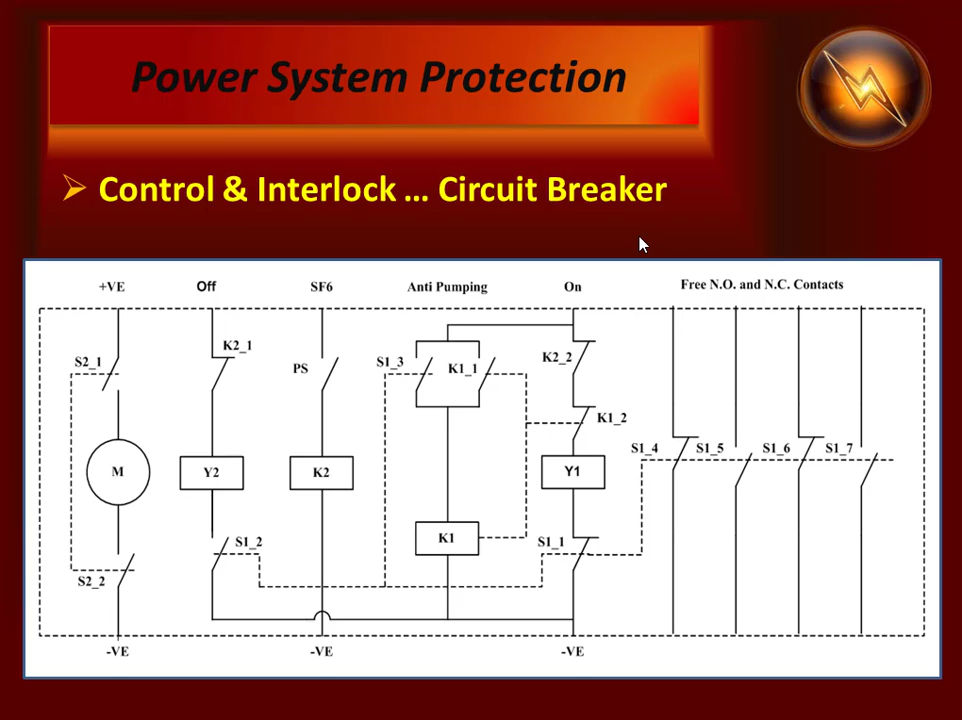 Power System Protection
Control & Interlock ... Circuit Breaker
+VE Off SF6 Anti Pumping On Free N.O. and N.C. Contacts
K2_1
S2_1 PS S1_3 K1_1 K2_2
K1_2
S1_4 S1_5 S1_6 S1_7
M Y2 K2 Y1
K1
S1_2 S1_1
S2_2
-VE -VE -VE